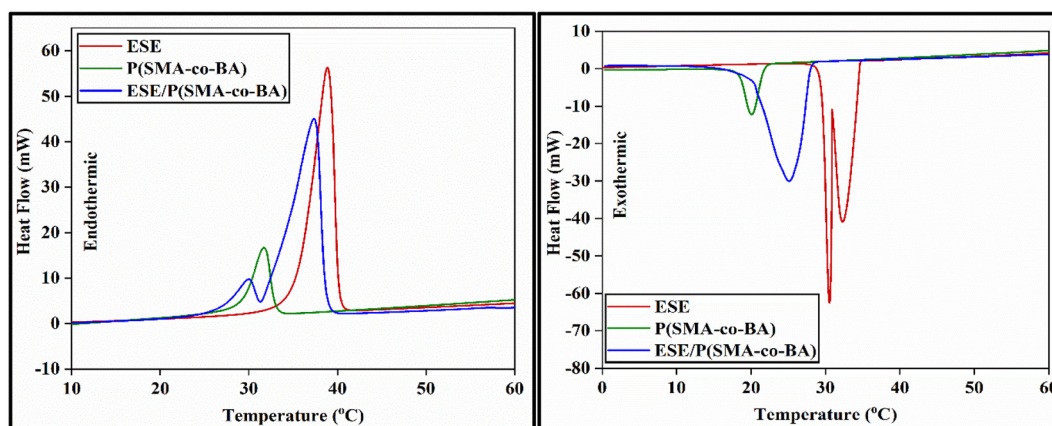 60
50
40
30
20
10
0
-10
Heat Flow (mW)
Endothermic
ESE
P(SMA-co-BA)
ESE/P(SMA-co-BA)
10 20 30 40 50 60
Temperature (°C)
10
0
-10
-20
-30
-40
-50
-60
-70
-80
Heat Flow (mW)
Exothermic
ESE
P(SMA-co-BA)
ESE/P(SMA-co-BA)
0 10 20 30 40 50 60
Temperature (°C)